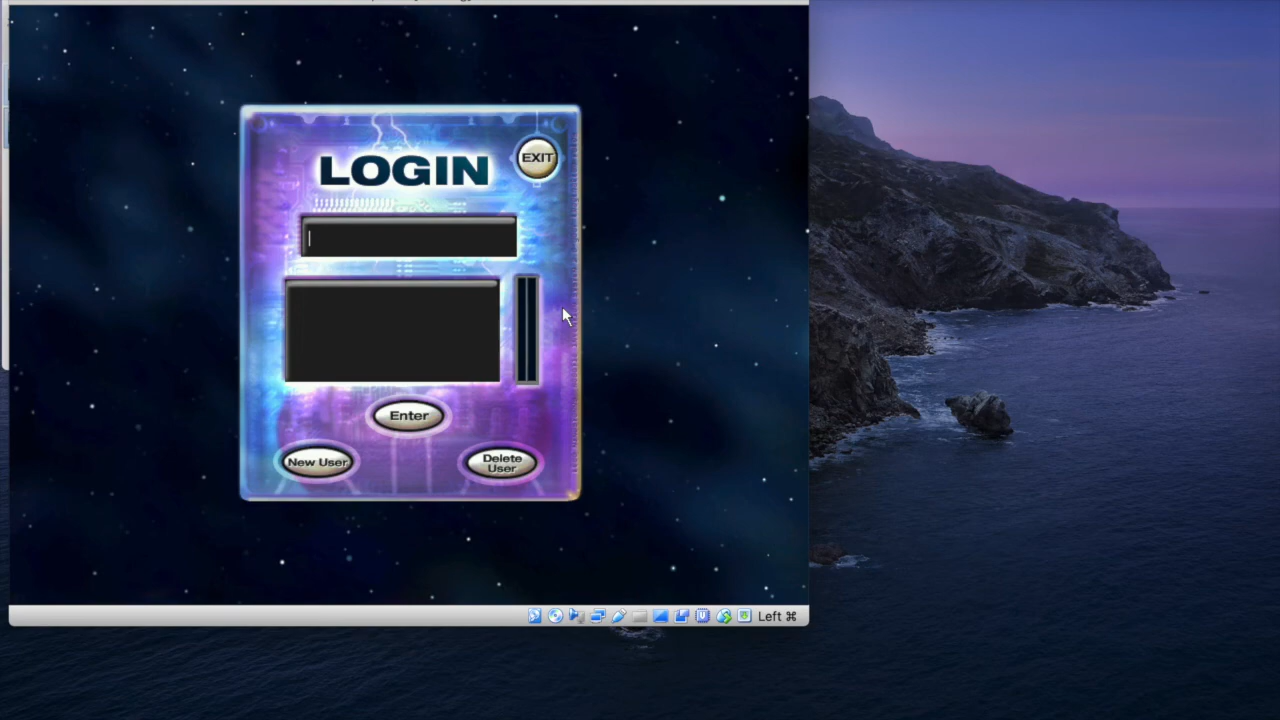 LOGIN
EXIT
Enter
New User
Delete
User
Left ⌘